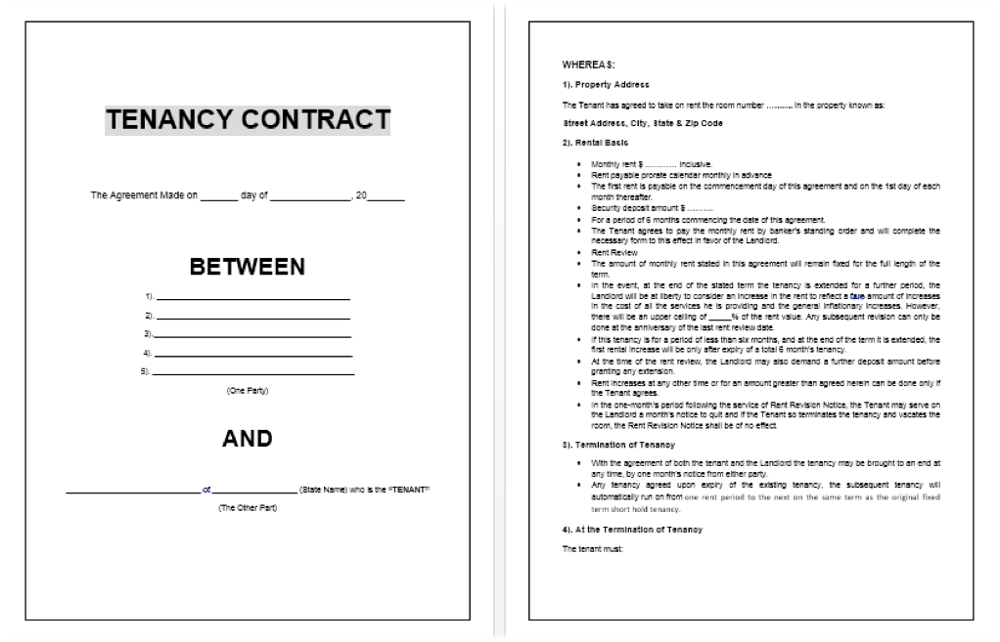 TENANCY CONTRACT
The Agreement Made on _______ day of _______________, 20_______
BETWEEN
1). ____________________________________
2). ____________________________________
3). ____________________________________
4). ____________________________________
5). ____________________________________
(One Party)
AND
_________________________ of ________________ (State Name) who is the “TENANT”
(The Other Part)
WHEREAS:
1). Property Address
The Tenant has agreed to take on rent the room number .......... in the property known as:
Street Address, City, State & Zip Code
2). Rental Basis
• Monthly rent $ ............ inclusive.
• Rent payable prorate calendar monthly in advance
• The first rent is payable on the commencement day of this agreement and on the 1st day of each
month thereafter.
• Security deposit amount $ ..........
• For a period of 6 months commencing the date of this agreement.
• The Tenant agrees to pay the monthly rent by banker's standing order and will complete the
necessary form to this effect in favor of the Landlord.
• Rent Review
• The amount of monthly rent stated in this agreement will remain fixed for the full length of the
term.
• In the event, at the end of the stated term the tenancy is extended for a further period, the
Landlord will be at liberty to consider an increase in the rent to reflect a fare amount of increases
in the cost of all the services he is providing and the general inflationary increases. However,
there will be an upper ceiling of _____% of the rent value. Any subsequent revision can only be
done at the anniversary of the last rent review date.
• If this tenancy is for a period of less than six months, and at the end of the term it is extended, the
first rental increase will be only after expiry of a total 6 month's tenancy.
• At the time of the rent review, the Landlord may also demand a further deposit amount before
granting any extension.
• Rent increases at any other time or for an amount greater than agreed herein can be done only if
the Tenant agrees.
• In the one-month's period following the service of Rent Revision Notice, the Tenant may serve on
the Landlord a month's notice to quit and if the Tenant so terminates the tenancy and vacates the
room, the Rent Revision Notice shall be of no effect.
3). Termination of Tenancy
• With the agreement of both the tenant and the Landlord the tenancy may be brought to an end at
any time, by one month's notice from either party.
• Any tenancy agreed upon expiry of the existing tenancy, the subsequent tenancy will
automatically run on from one rent period to the next on the same term as the original fixed
term short hold tenancy.
4). At the Termination of Tenancy
The tenant must: